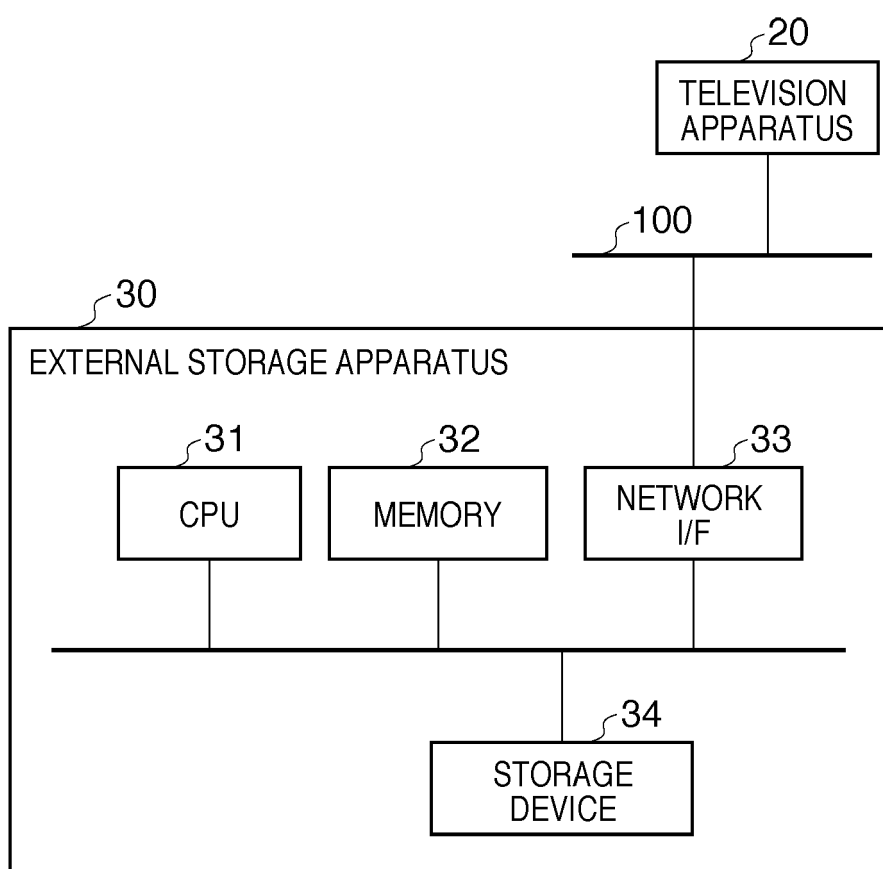 20
TELEVISION
APPARATUS
100
30
EXTERNAL STORAGE APPARATUS
31
32
33
CPU
MEMORY
NETWORK
I/F
34
STORAGE
DEVICE